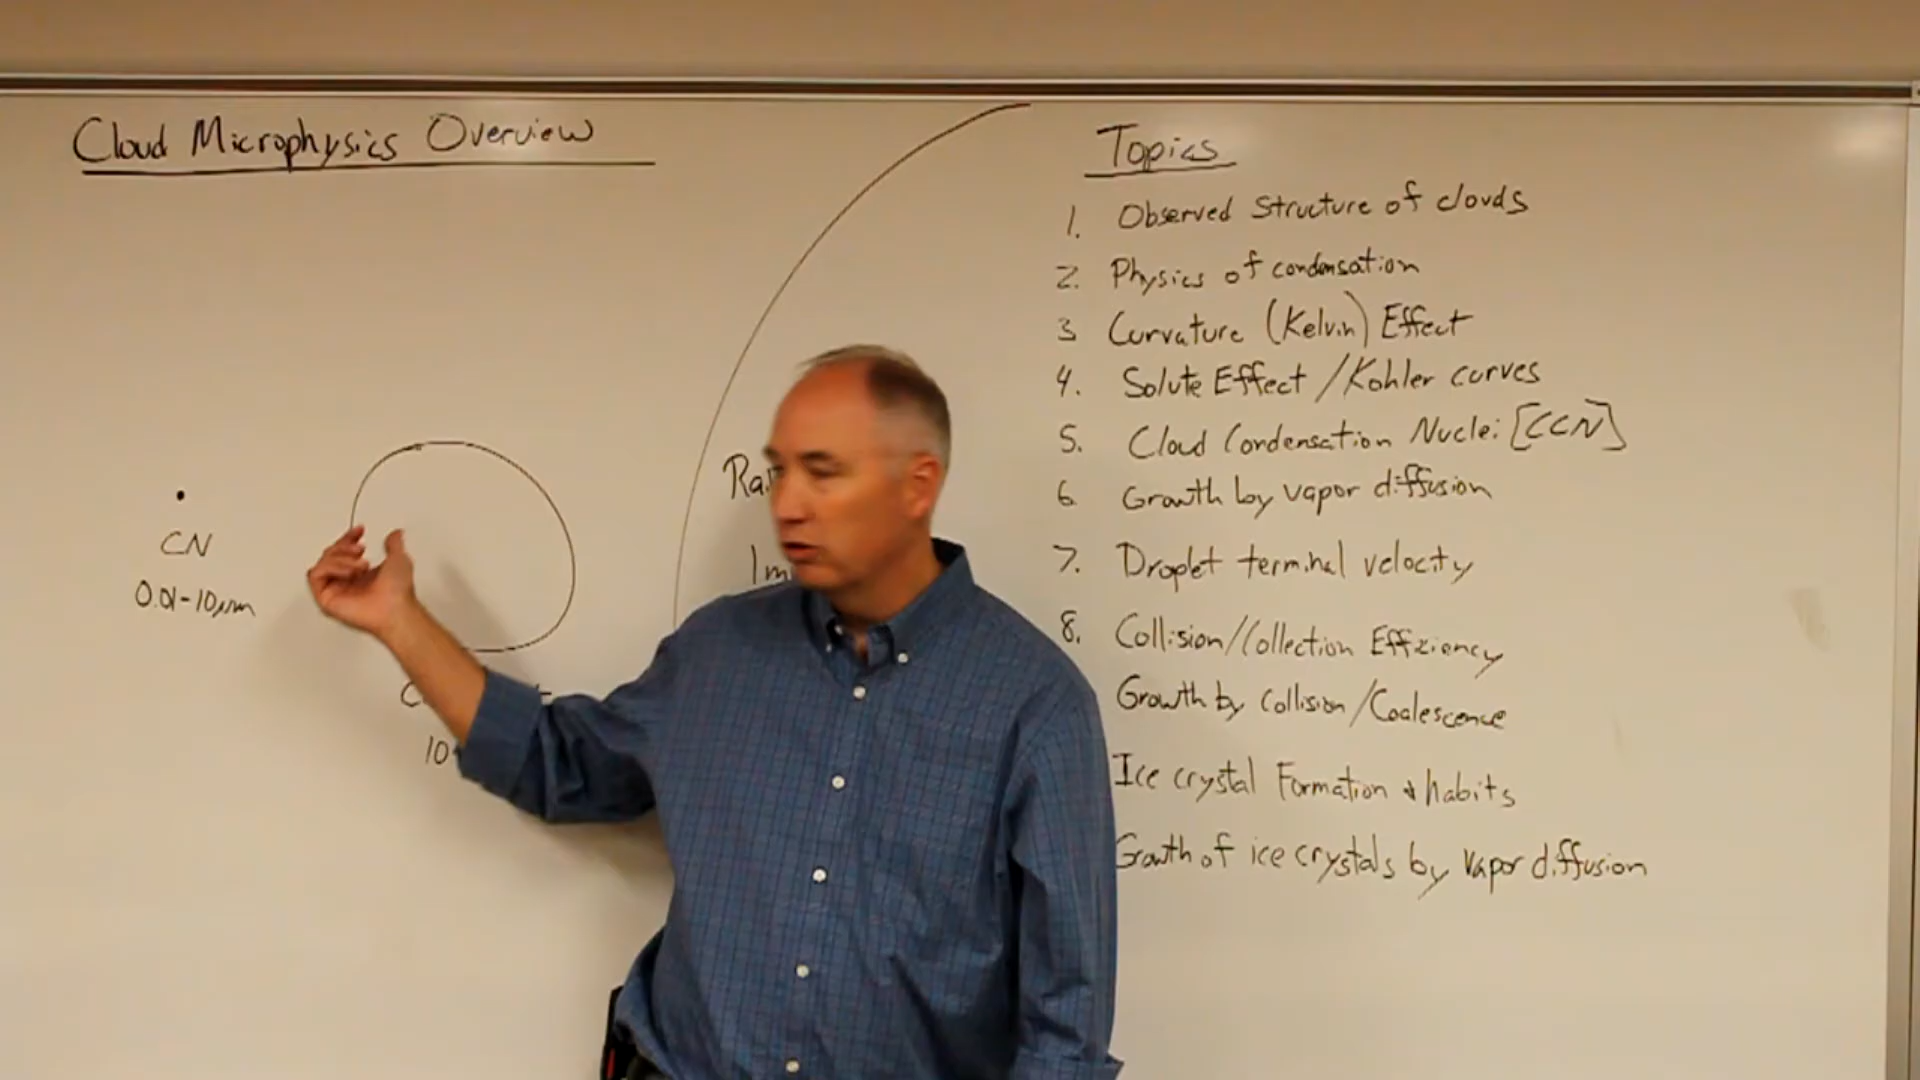 Cloud Microphysics Overview
CN
0.01-10μm
10
1m
Topics
1. Observed Structure of clouds
2. Physics of condensation
3 Curvature (Kelvin) Effect
4. Solute Effect / Kohler curves
5. Cloud Condensation Nuclei [CCN]
6. Growth by vapor diffusion
7. Droplet terminal velocity
8. Collision/Collection Efficiency
Growth by Collision/Coalescence
Ice crystal Formation & habits
Growth of ice crystals by vapor diffusion